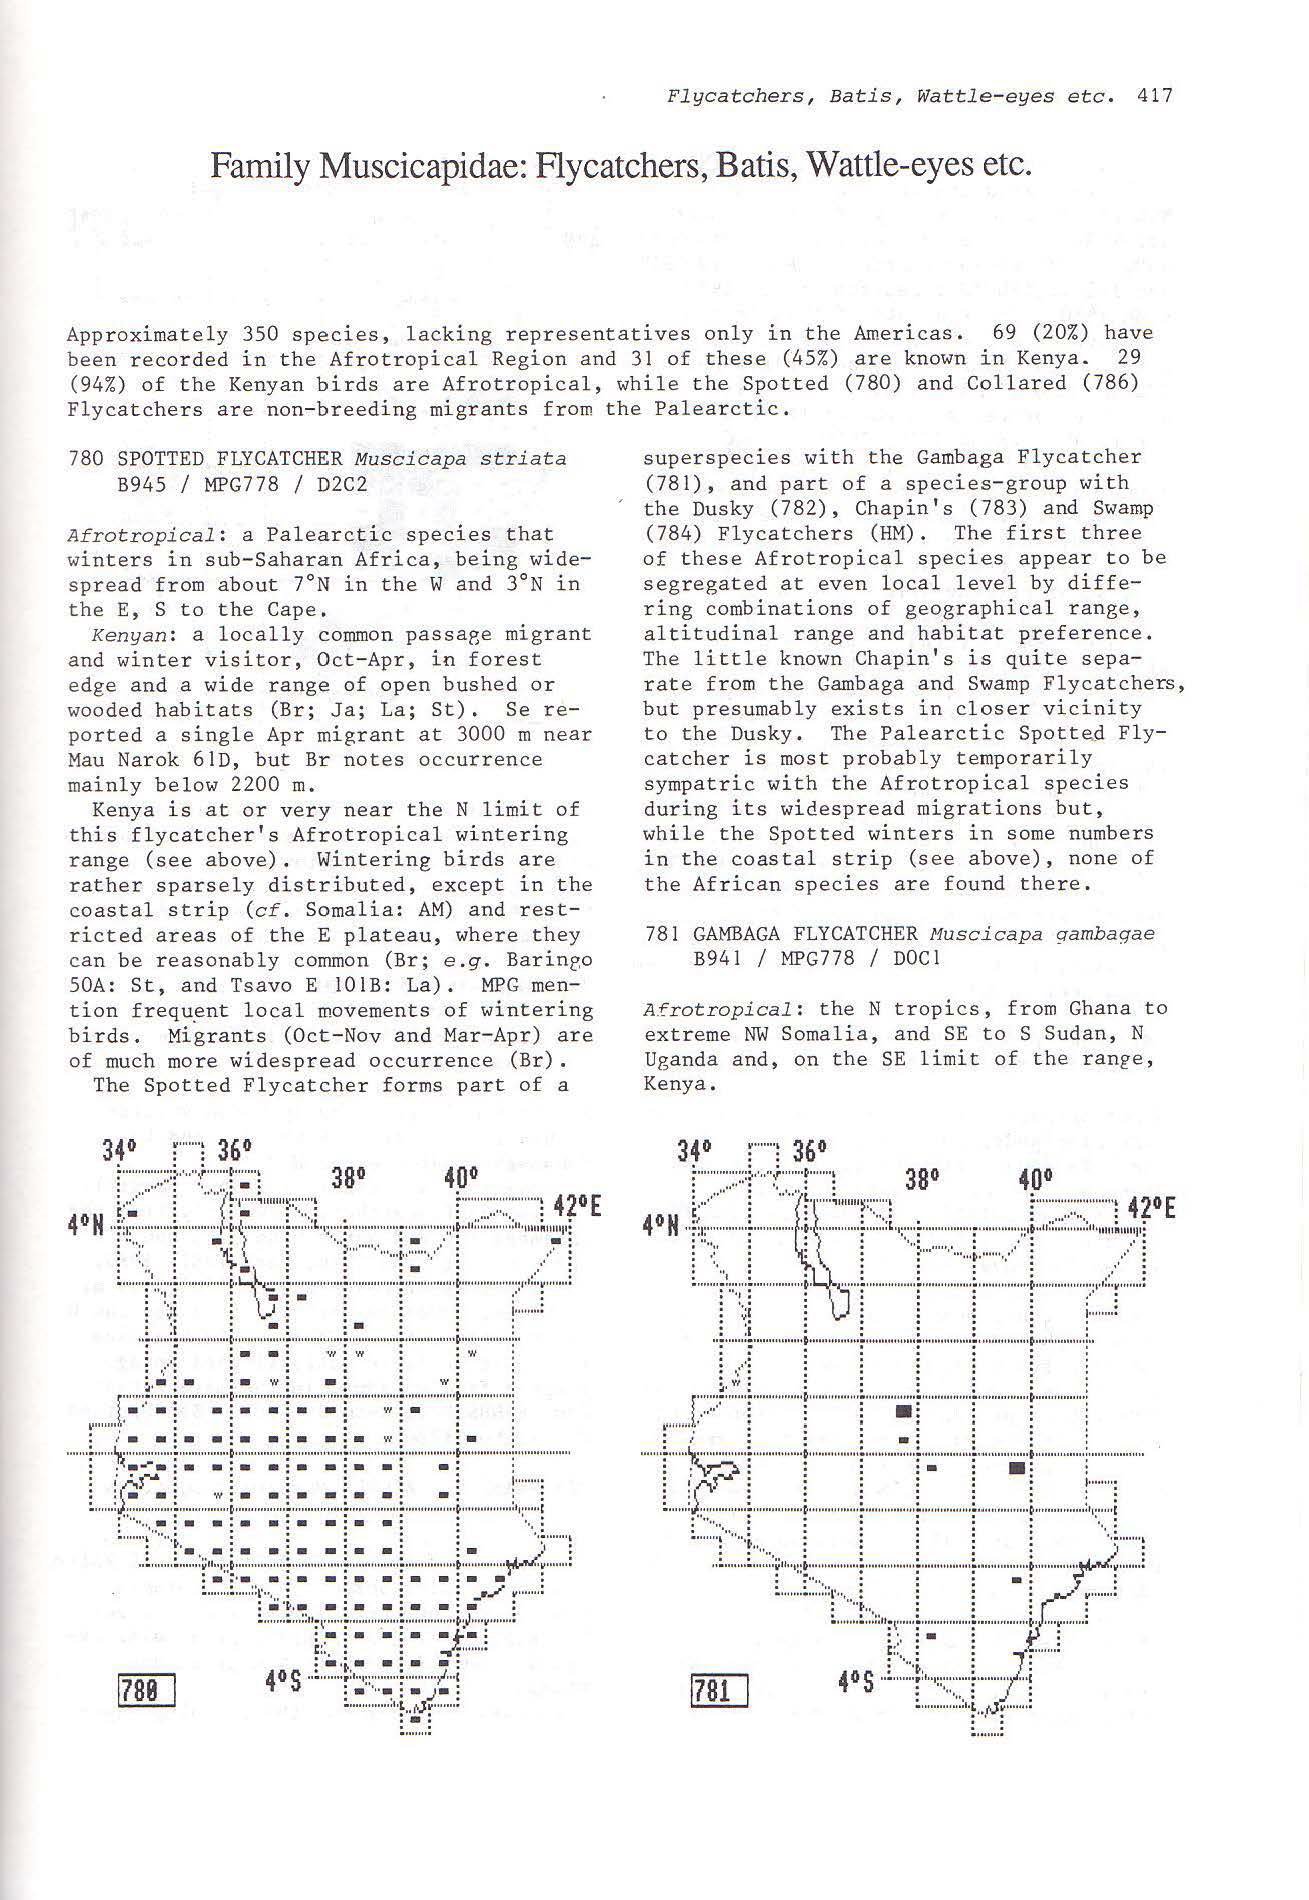 Flycatchers, Batis, Wattle-eyes etc. 417
Family Muscicapidae: Flycatchers, Batis, Wattle-eyes etc.
Approximately 350 species, lacking representatives only in the Americas. 69 (20%) have
been recorded in the Afrotropical Region and 31 of these (45%) are known in Kenya. 29
(94%) of the Kenyan birds are Afrotropical, while the Spotted (780) and Collared (786)
Flycatchers are non-breeding migrants from the Palearctic.
780 SPOTTED FLYCATCHER Muscicapa striata
B945 / MPG778 / D2C2
Afrotropical: a Palearctic species that
winters in sub-Saharan Africa, being wide-
spread from about 7°N in the W and 3°N in
the E, S to the Cape.
Kenyan: a locally common passage migrant
and winter visitor, Oct-Apr, in forest
edge and a wide range of open bushed or
wooded habitats (Br; Ja; La; St). Se re-
ported a single Apr migrant at 3000 m near
Mau Narok 61D, but Br notes occurrence
mainly below 2200 m.
Kenya is at or very near the N limit of
this flycatcher's Afrotropical wintering
range (see above). Wintering birds are
rather sparsely distributed, except in the
coastal strip (cf. Somalia: AM) and rest-
ricted areas of the E plateau, where they
can be reasonably common (Br; e.g. Baringo
50A: St, and Tsavo E 101B: La). MPG men-
tion frequent local movements of wintering
birds. Migrants (Oct-Nov and Mar-Apr) are
of much more widespread occurrence (Br).
The Spotted Flycatcher forms part of a
superspecies with the Gambaga Flycatcher
(781), and part of a species-group with
the Dusky (782), Chapin's (783) and Swamp
(784) Flycatchers (HM). The first three
of these Afrotropical species appear to be
segregated at even local level by diffe-
ring combinations of geographical range,
altitudinal range and habitat preference.
The little known Chapin's is quite sepa-
rate from the Gambaga and Swamp Flycatchers,
but presumably exists in closer vicinity
to the Dusky. The Palearctic Spotted Fly-
catcher is most probably temporarily
sympatric with the Afrotropical species
during its widespread migrations but,
while the Spotted winters in some numbers
in the coastal strip (see above), none of
the African species are found there.
781 GAMBAGA FLYCATCHER Muscicapa gambagae
B941 / MPG778 / D0C1
Afrotropical: the N tropics, from Ghana to
extreme NW Somalia, and SE to S Sudan, N
Uganda and, on the SE limit of the range,
Kenya.
34° 36°
38° 40°
42°E
4°N
w w w
w w
w
w
w
4°S
780
34° 36°
38° 40°
42°E
4°N
w
4°S
781